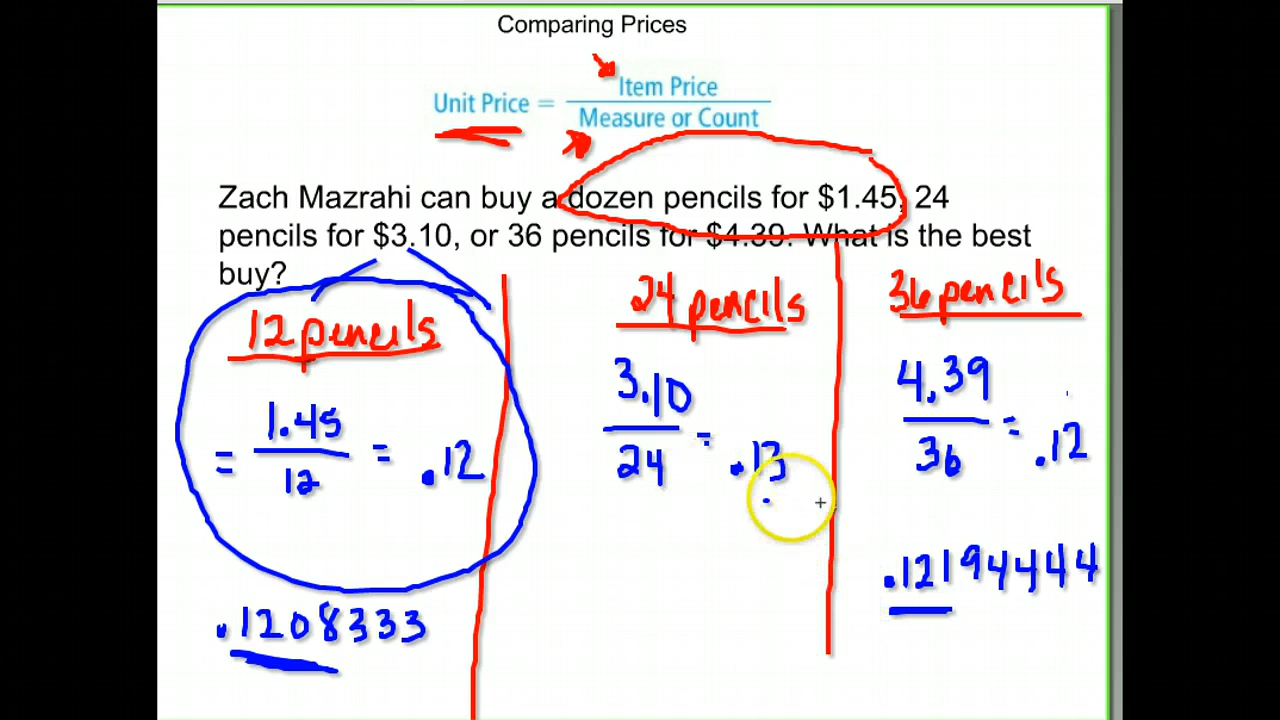 Comparing Prices
Unit Price = Item Price
Measure or Count
Zach Mazrahi can buy a dozen pencils for $1.45, 24
pencils for $3.10, or 36 pencils for $4.39. What is the best
buy?
12 pencils
= 1.45 / 12 = .12
.1208333
24 pencils
3.10 / 24 = .13
36 pencils
4.39 / 36 = .12
.12194444